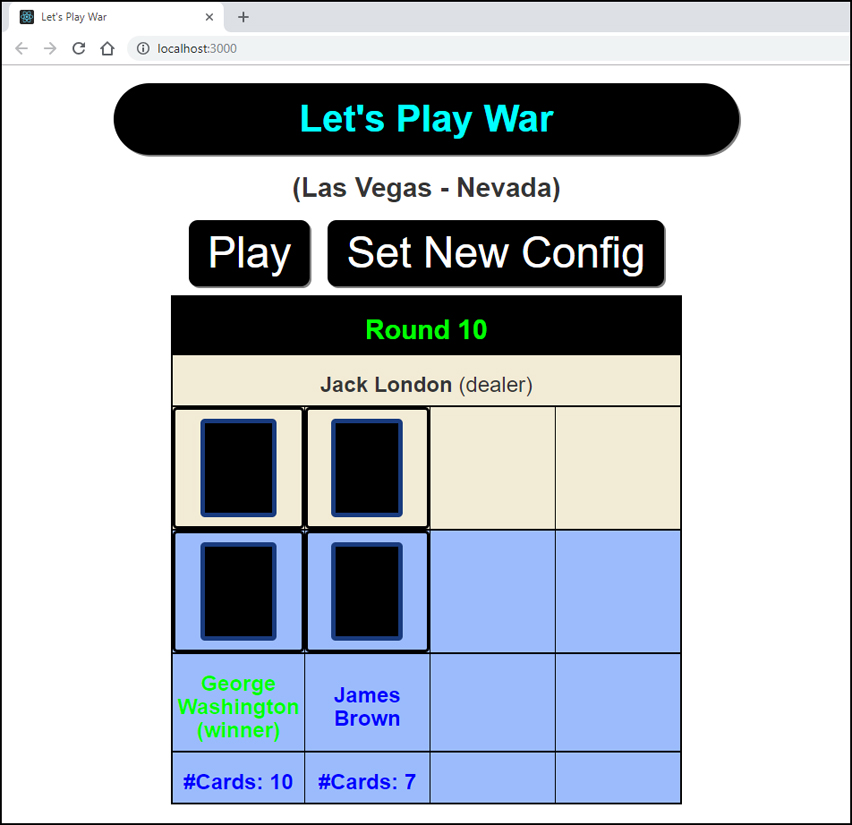 Let's Play War
localhost:3000
Let's Play War
(Las Vegas - Nevada)
Play Set New Config
Round 10
Jack London (dealer)
George
Washington
(winner)
James
Brown
#Cards: 10 #Cards: 7